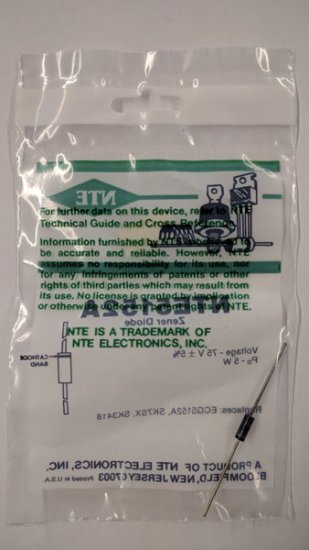 NTE
For further data on this device, refer to NTE
Technical Guide and Cross Reference.
Information furnished by NTE is believed to
be accurate and reliable. However, NTE
assumes no responsibility for its use, nor
for any infringements of patents or other
rights of third parties which may result from
its use. No license is granted by implication
or otherwise under any patent rights of NTE.
NTE5152A
Zener Diode
NTE IS A TRADEMARK OF
NTE ELECTRONICS, INC.
Voltage - 75 V ± 5%
PD - 5 W
CATHODE
BAND
Replaces: ECG5152A, SK7SX, SK3418
A PRODUCT OF NTE ELECTRONICS, INC.
BLOOMFIELD, NEW JERSEY 07003 Printed in U.S.A.